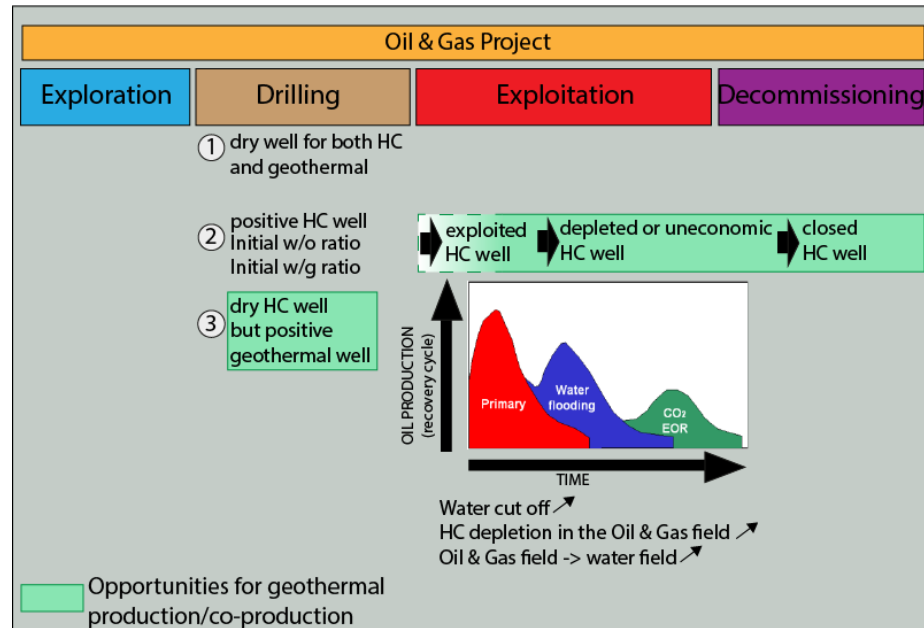 Oil & Gas Project
Exploration
Drilling
Exploitation
Decommissioning
1
dry well for both HC
and geothermal
2
positive HC well
Initial w/o ratio
Initial w/g ratio
exploited
HC well
depleted or uneconomic
HC well
closed
HC well
3
dry HC well
but positive
geothermal well
OIL PRODUCTION
(recovery cycle)
Primary
Water
flooding
CO₂
EOR
TIME
Water cut off ↗
HC depletion in the Oil & Gas field ↗
Oil & Gas field -> water field ↗
Opportunities for geothermal
production/co-production